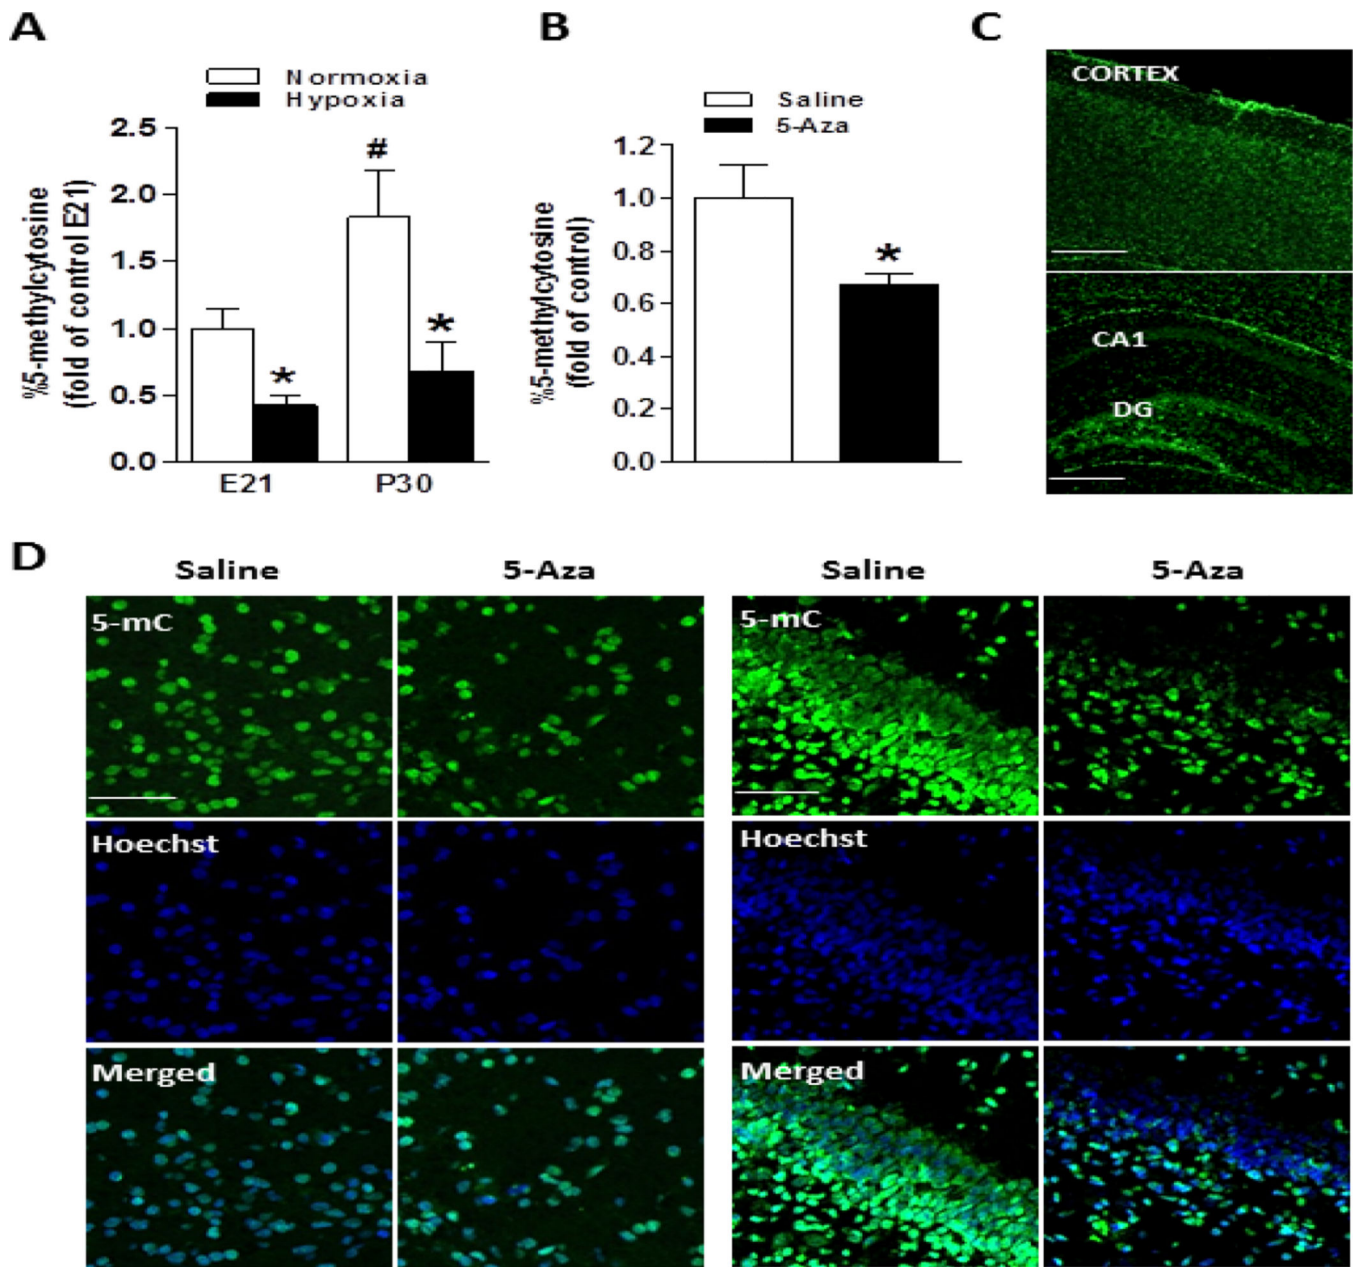 A
Normoxia
Hypoxia
%5-methylcytosine
(fold of control E21)
2.5
2.0
1.5
1.0
0.5
0.0
#
*
*
E21
P30
B
Saline
5-Aza
%5-methylcytosine
(fold of control)
1.2
1.0
0.8
0.6
0.4
0.2
0.0
*
C
CORTEX
CA1
DG
D
Saline
5-Aza
Saline
5-Aza
5-mC
5-mC
Hoechst
Hoechst
Merged
Merged